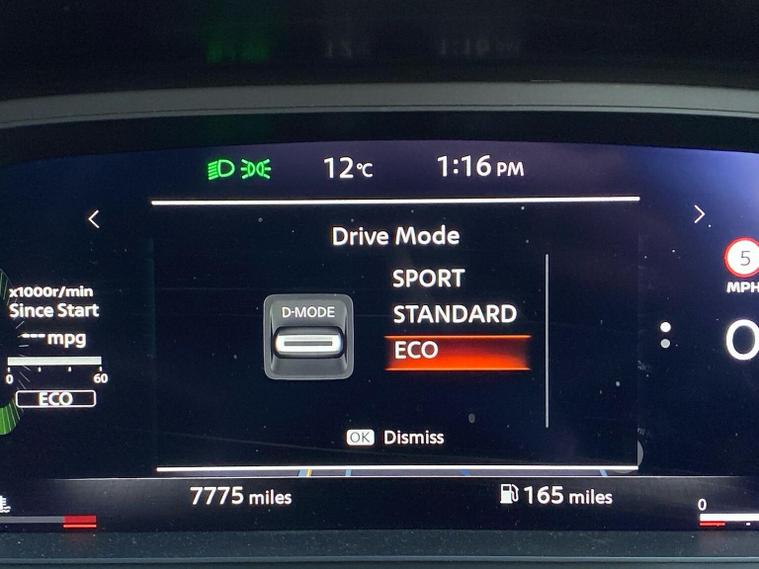 12°C
1:16 PM
Drive Mode
SPORT
D-MODE
STANDARD
ECO
OK Dismiss
x1000r/min
Since Start
---mpg
0 60
ECO
5
MPH
0
7775 miles
165 miles
0